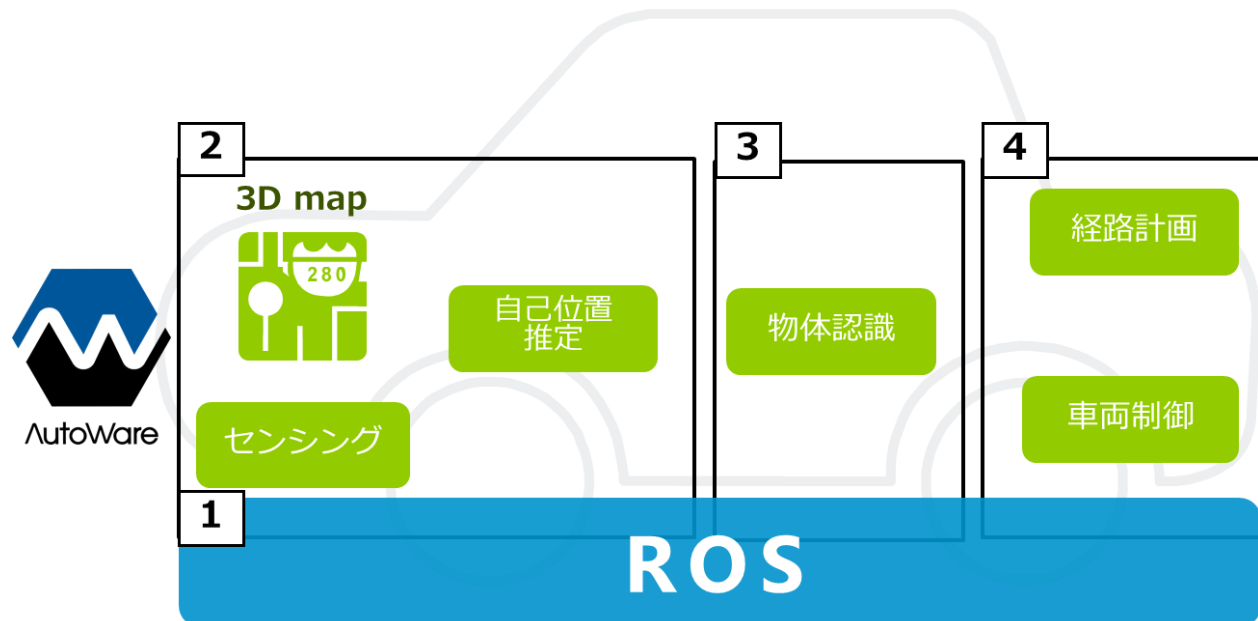 2
3D map
280
自己位置
推定
センシング
3
物体認識
4
経路計画
車両制御
AutoWare
1
ROS